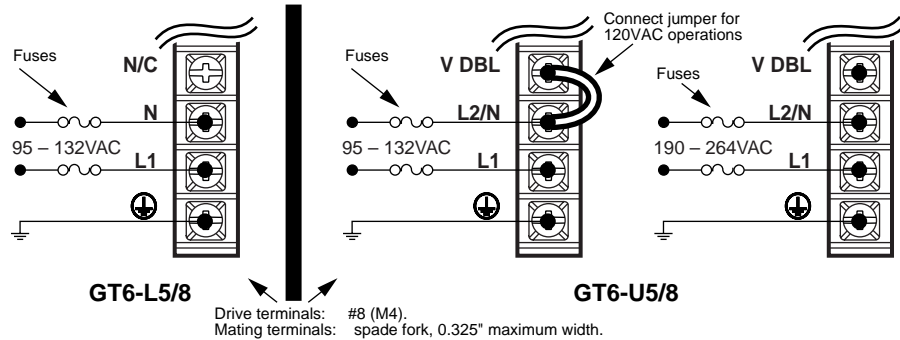 Connect jumper for
120VAC operations
Fuses
N/C
N
95 – 132VAC
L1
GT6-L5/8
Fuses
V DBL
L2/N
95 – 132VAC
L1
Fuses
V DBL
L2/N
190 – 264VAC
L1
GT6-U5/8
Drive terminals: #8 (M4).
Mating terminals: spade fork, 0.325" maximum width.